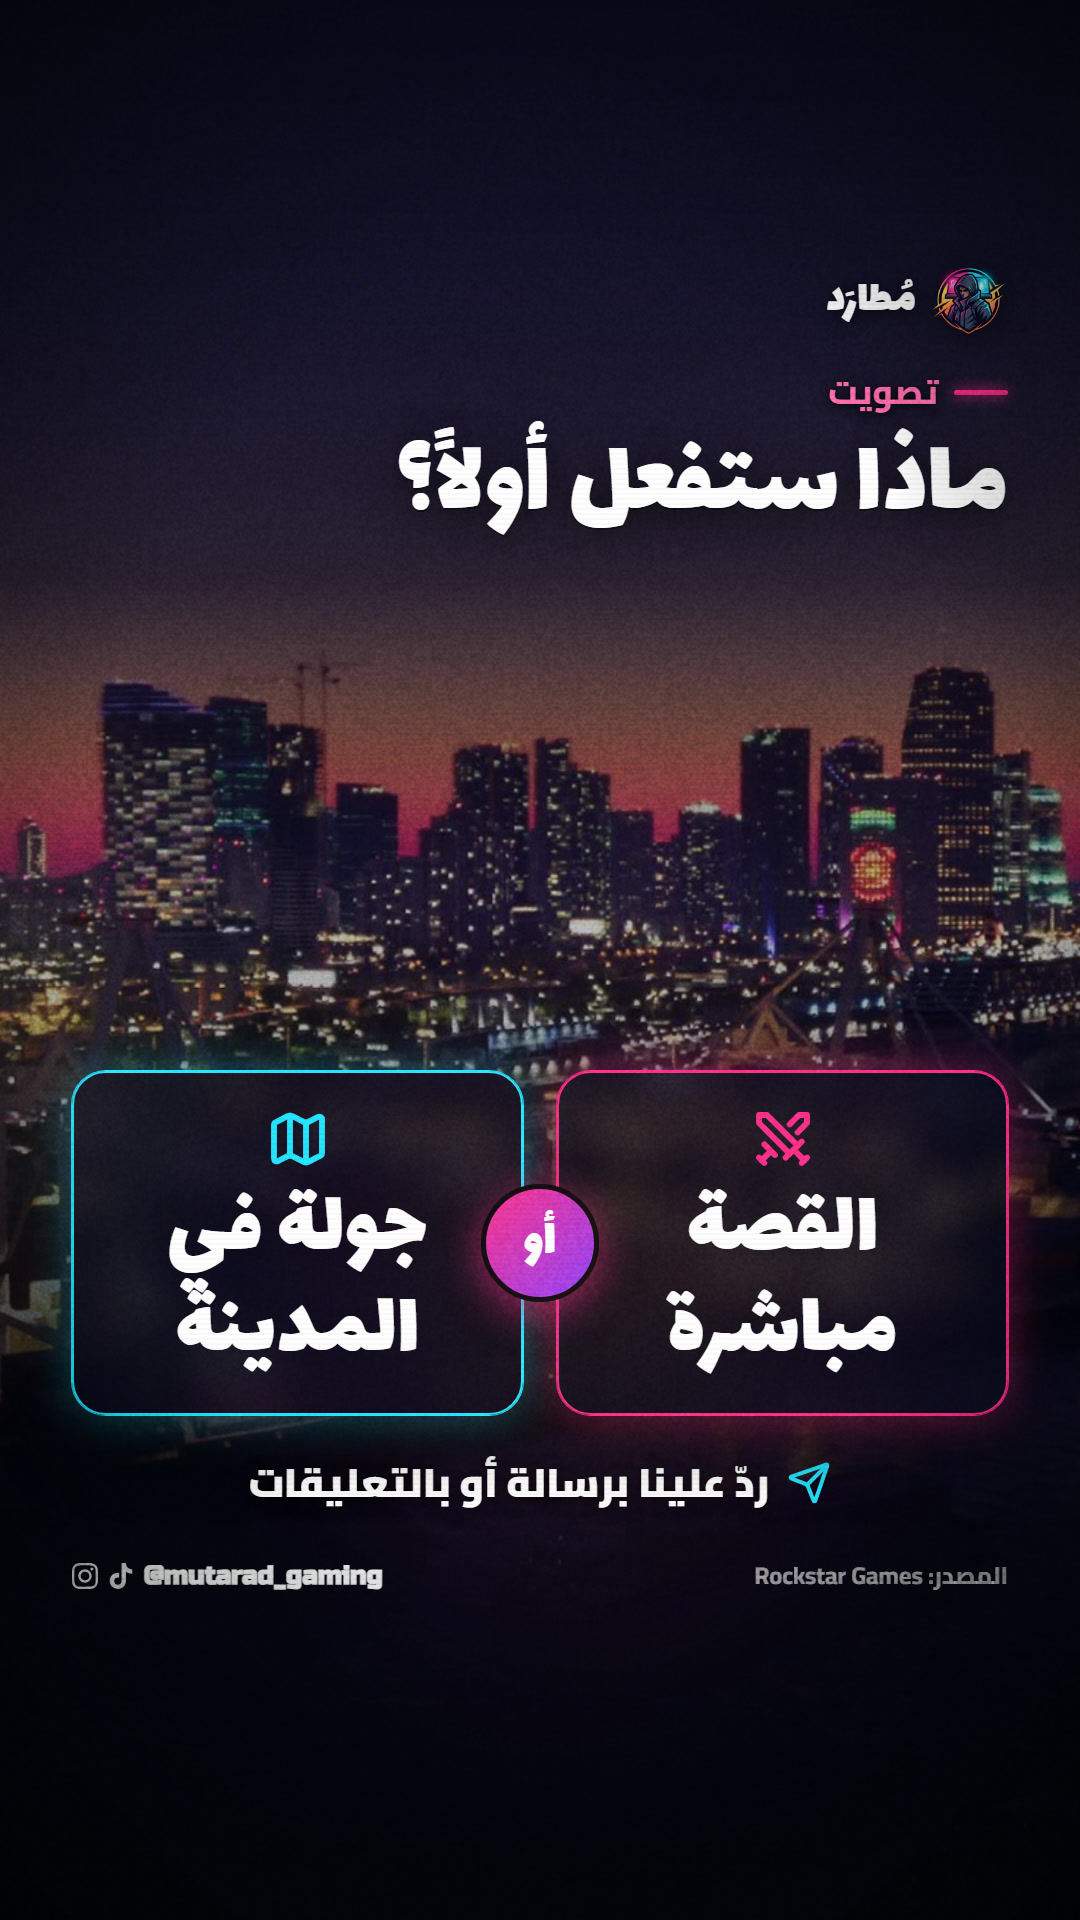 مُطارَد
تصويت
ماذا ستفعل أولاً؟
القصة
مباشرة
أو
جولة في
المدينة
ردّ علينا برسالة أو بالتعليقات
المصدر: Rockstar Games
@mutarad_gaming